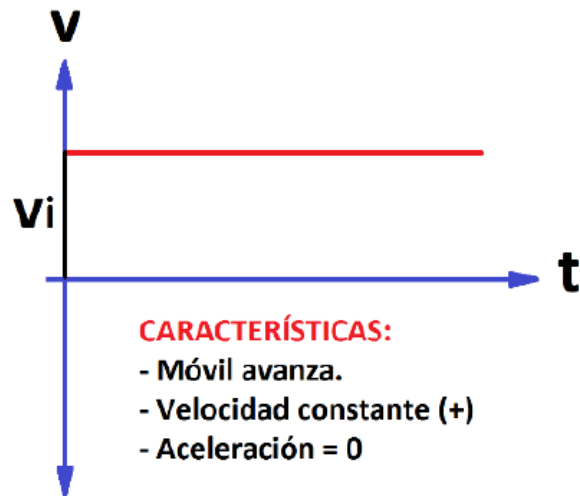 v
vi
t
CARACTERÍSTICAS:
- Móvil avanza.
- Velocidad constante (+)
- Aceleración = 0